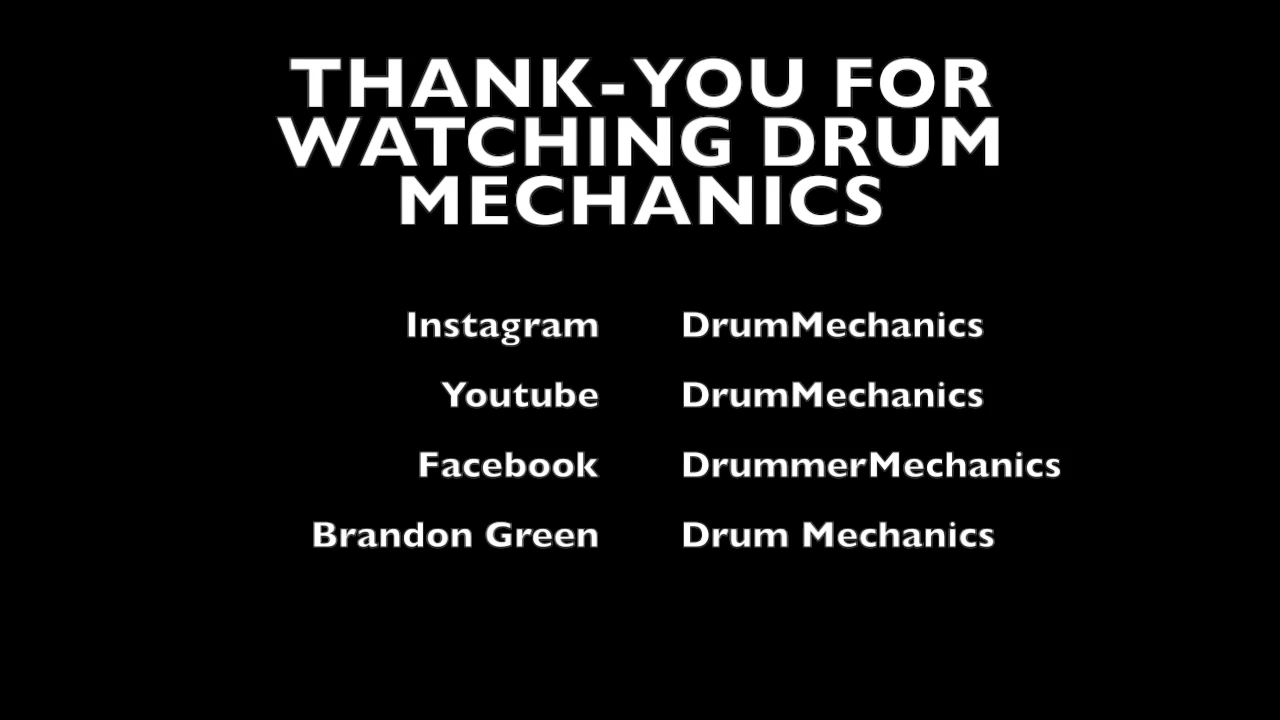 THANK-YOU FOR
WATCHING DRUM
MECHANICS
Instagram DrumMechanics
Youtube DrumMechanics
Facebook DrummerMechanics
Brandon Green Drum Mechanics